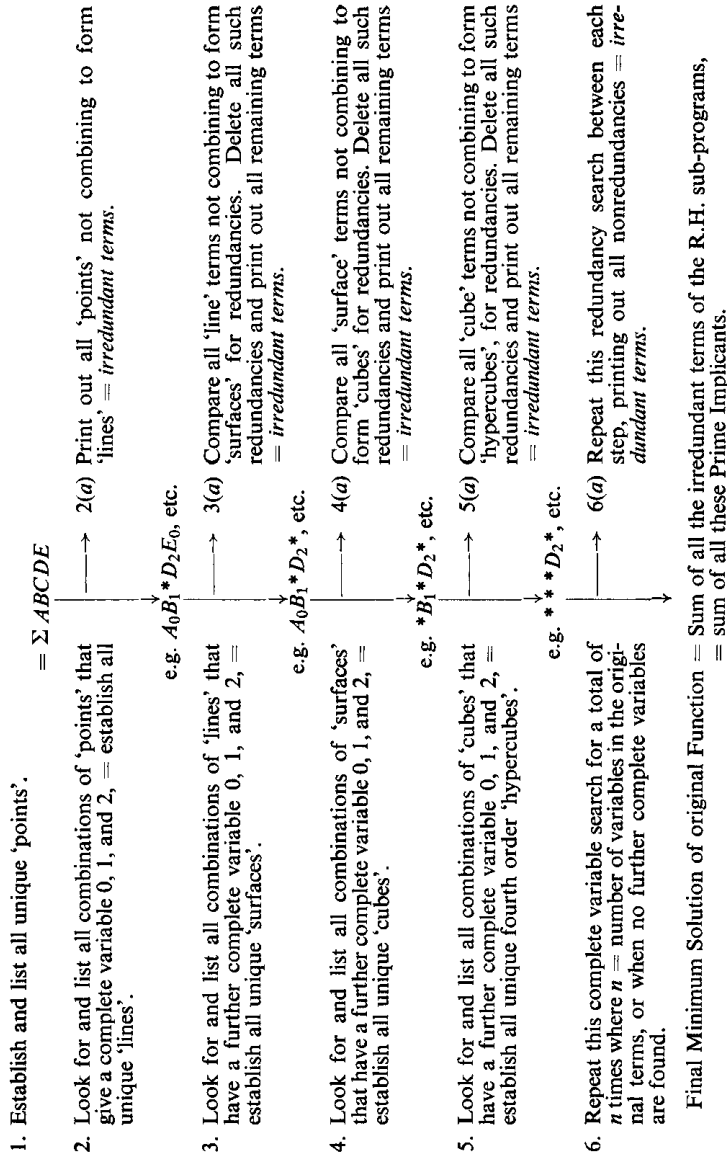 1. Establish and list all unique ‘points’.
= Σ ABCDE
2. Look for and list all combinations of ‘points’ that
give a complete variable 0, 1, and 2, = establish all
unique ‘lines’.
2(a) Print out all ‘points’ not combining to form
‘lines’ = irredundant terms.
e.g. A₀B₁*D₂E₀, etc.
3. Look for and list all combinations of ‘lines’ that
have a further complete variable 0, 1, and 2, =
establish all unique ‘surfaces’.
3(a) Compare all ‘line’ terms not combining to form
‘surfaces’ for redundancies. Delete all such
redundancies and print out all remaining terms
= irredundant terms.
e.g. A₀B₁*D₂*, etc.
4. Look for and list all combinations of ‘surfaces’
that have a further complete variable 0, 1, and 2, =
establish all unique ‘cubes’.
4(a) Compare all ‘surface’ terms not combining to
form ‘cubes’ for redundancies. Delete all such
redundancies and print out all remaining terms
= irredundant terms.
e.g. *B₁*D₂*, etc.
5. Look for and list all combinations of ‘cubes’ that
have a further complete variable 0, 1, and 2, =
establish all unique fourth order ‘hypercubes’.
5(a) Compare all ‘cube’ terms not combining to form
‘hypercubes’, for redundancies. Delete all such
redundancies and print out all remaining terms
= irredundant terms.
e.g. * * *D₂*, etc.
6. Repeat this complete variable search for a total of
n times where n = number of variables in the origi-
nal terms, or when no further complete variables
are found.
6(a) Repeat this redundancy search between each
step, printing out all nonredundancies = irre-
dundant terms.
Final Minimum Solution of original Function = Sum of all the irredundant terms of the R.H. sub-programs,
= sum of all these Prime Implicants.